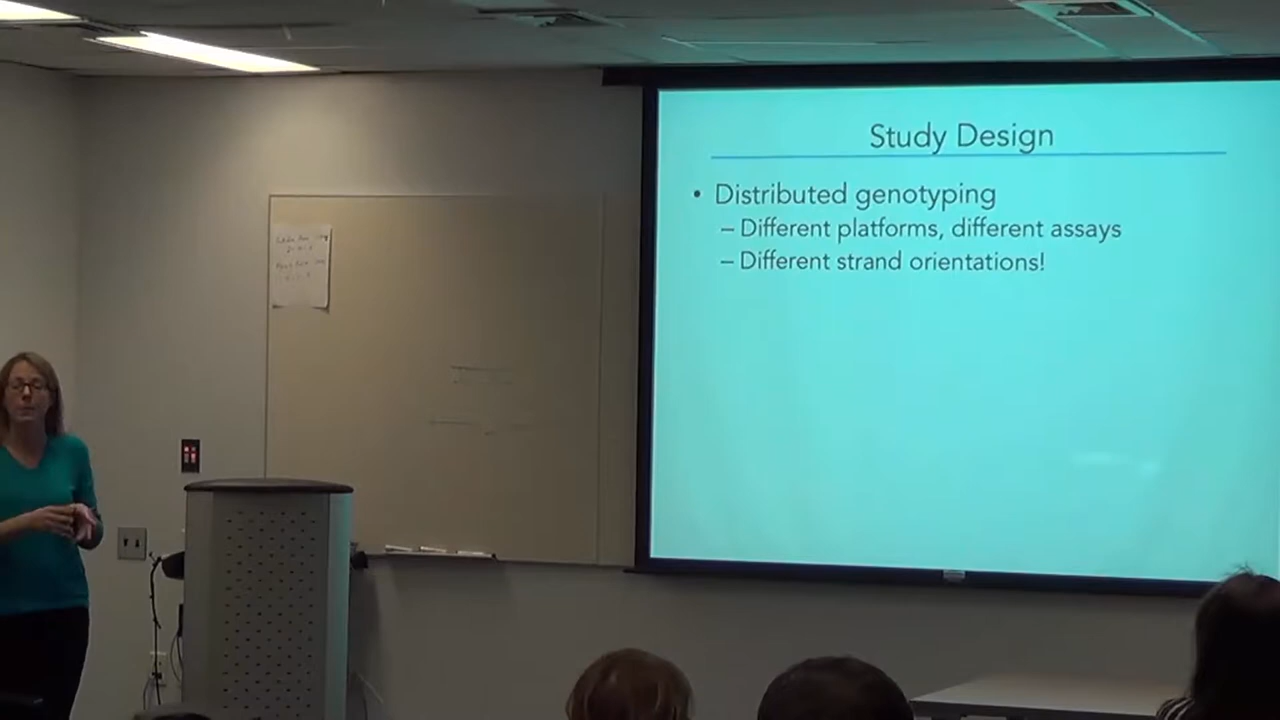 Study Design
• Distributed genotyping
– Different platforms, different assays
– Different strand orientations!